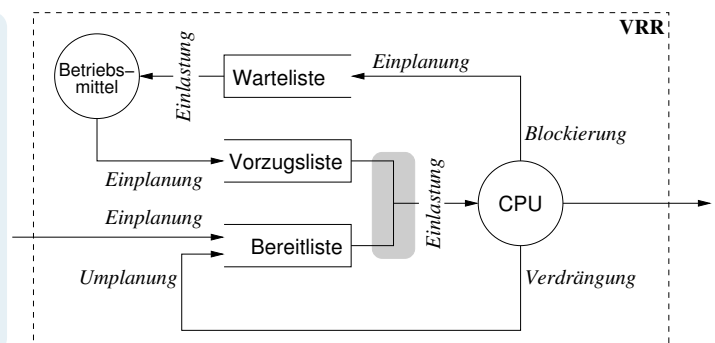 VRR
Betriebs–
mittel
Einlastung
Warteliste
Einplanung
Blockierung
Vorzugsliste
Einplanung
Einlastung
CPU
Einplanung
Bereitliste
Umplanung
Verdrängung